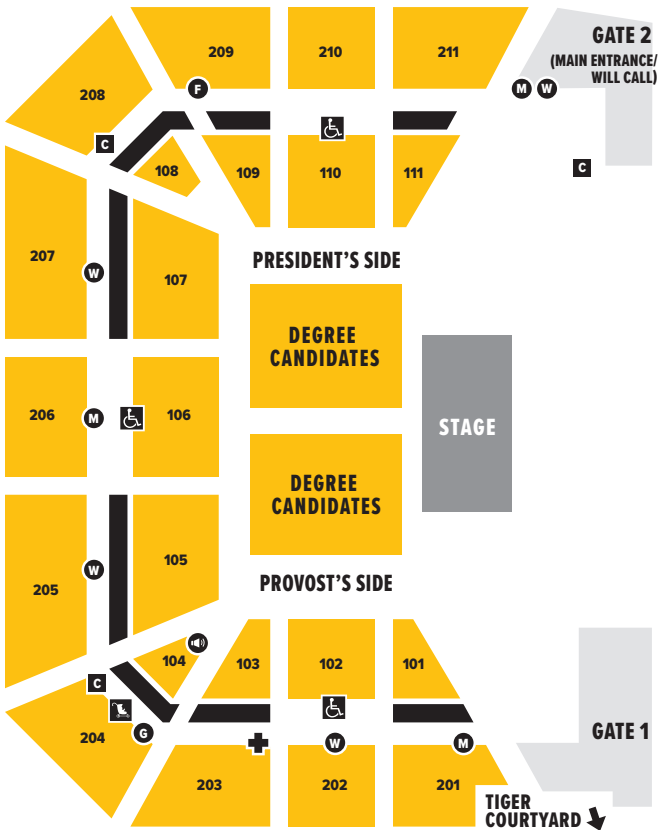 209
210
211
GATE 2
(MAIN ENTRANCE/
WILL CALL)
208
F
M
W
C
108
109
110
111
C
207
W
107
PRESIDENT'S SIDE
DEGREE
CANDIDATES
206
M
106
STAGE
DEGREE
CANDIDATES
205
W
105
PROVOST'S SIDE
104
103
102
101
C
204
G
W
M
GATE 1
203
202
201
TIGER
COURTYARD